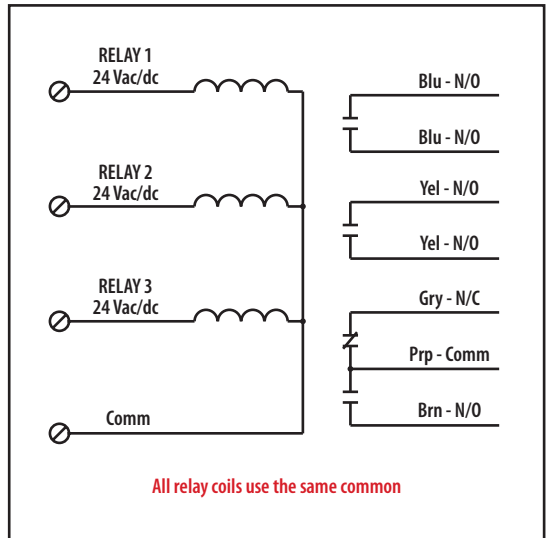 RELAY 1
24 Vac/dc
Blu - N/O
Blu - N/O
RELAY 2
24 Vac/dc
Yel - N/O
Yel - N/O
RELAY 3
24 Vac/dc
Gry - N/C
Prp - Comm
Brn - N/O
Comm
All relay coils use the same common